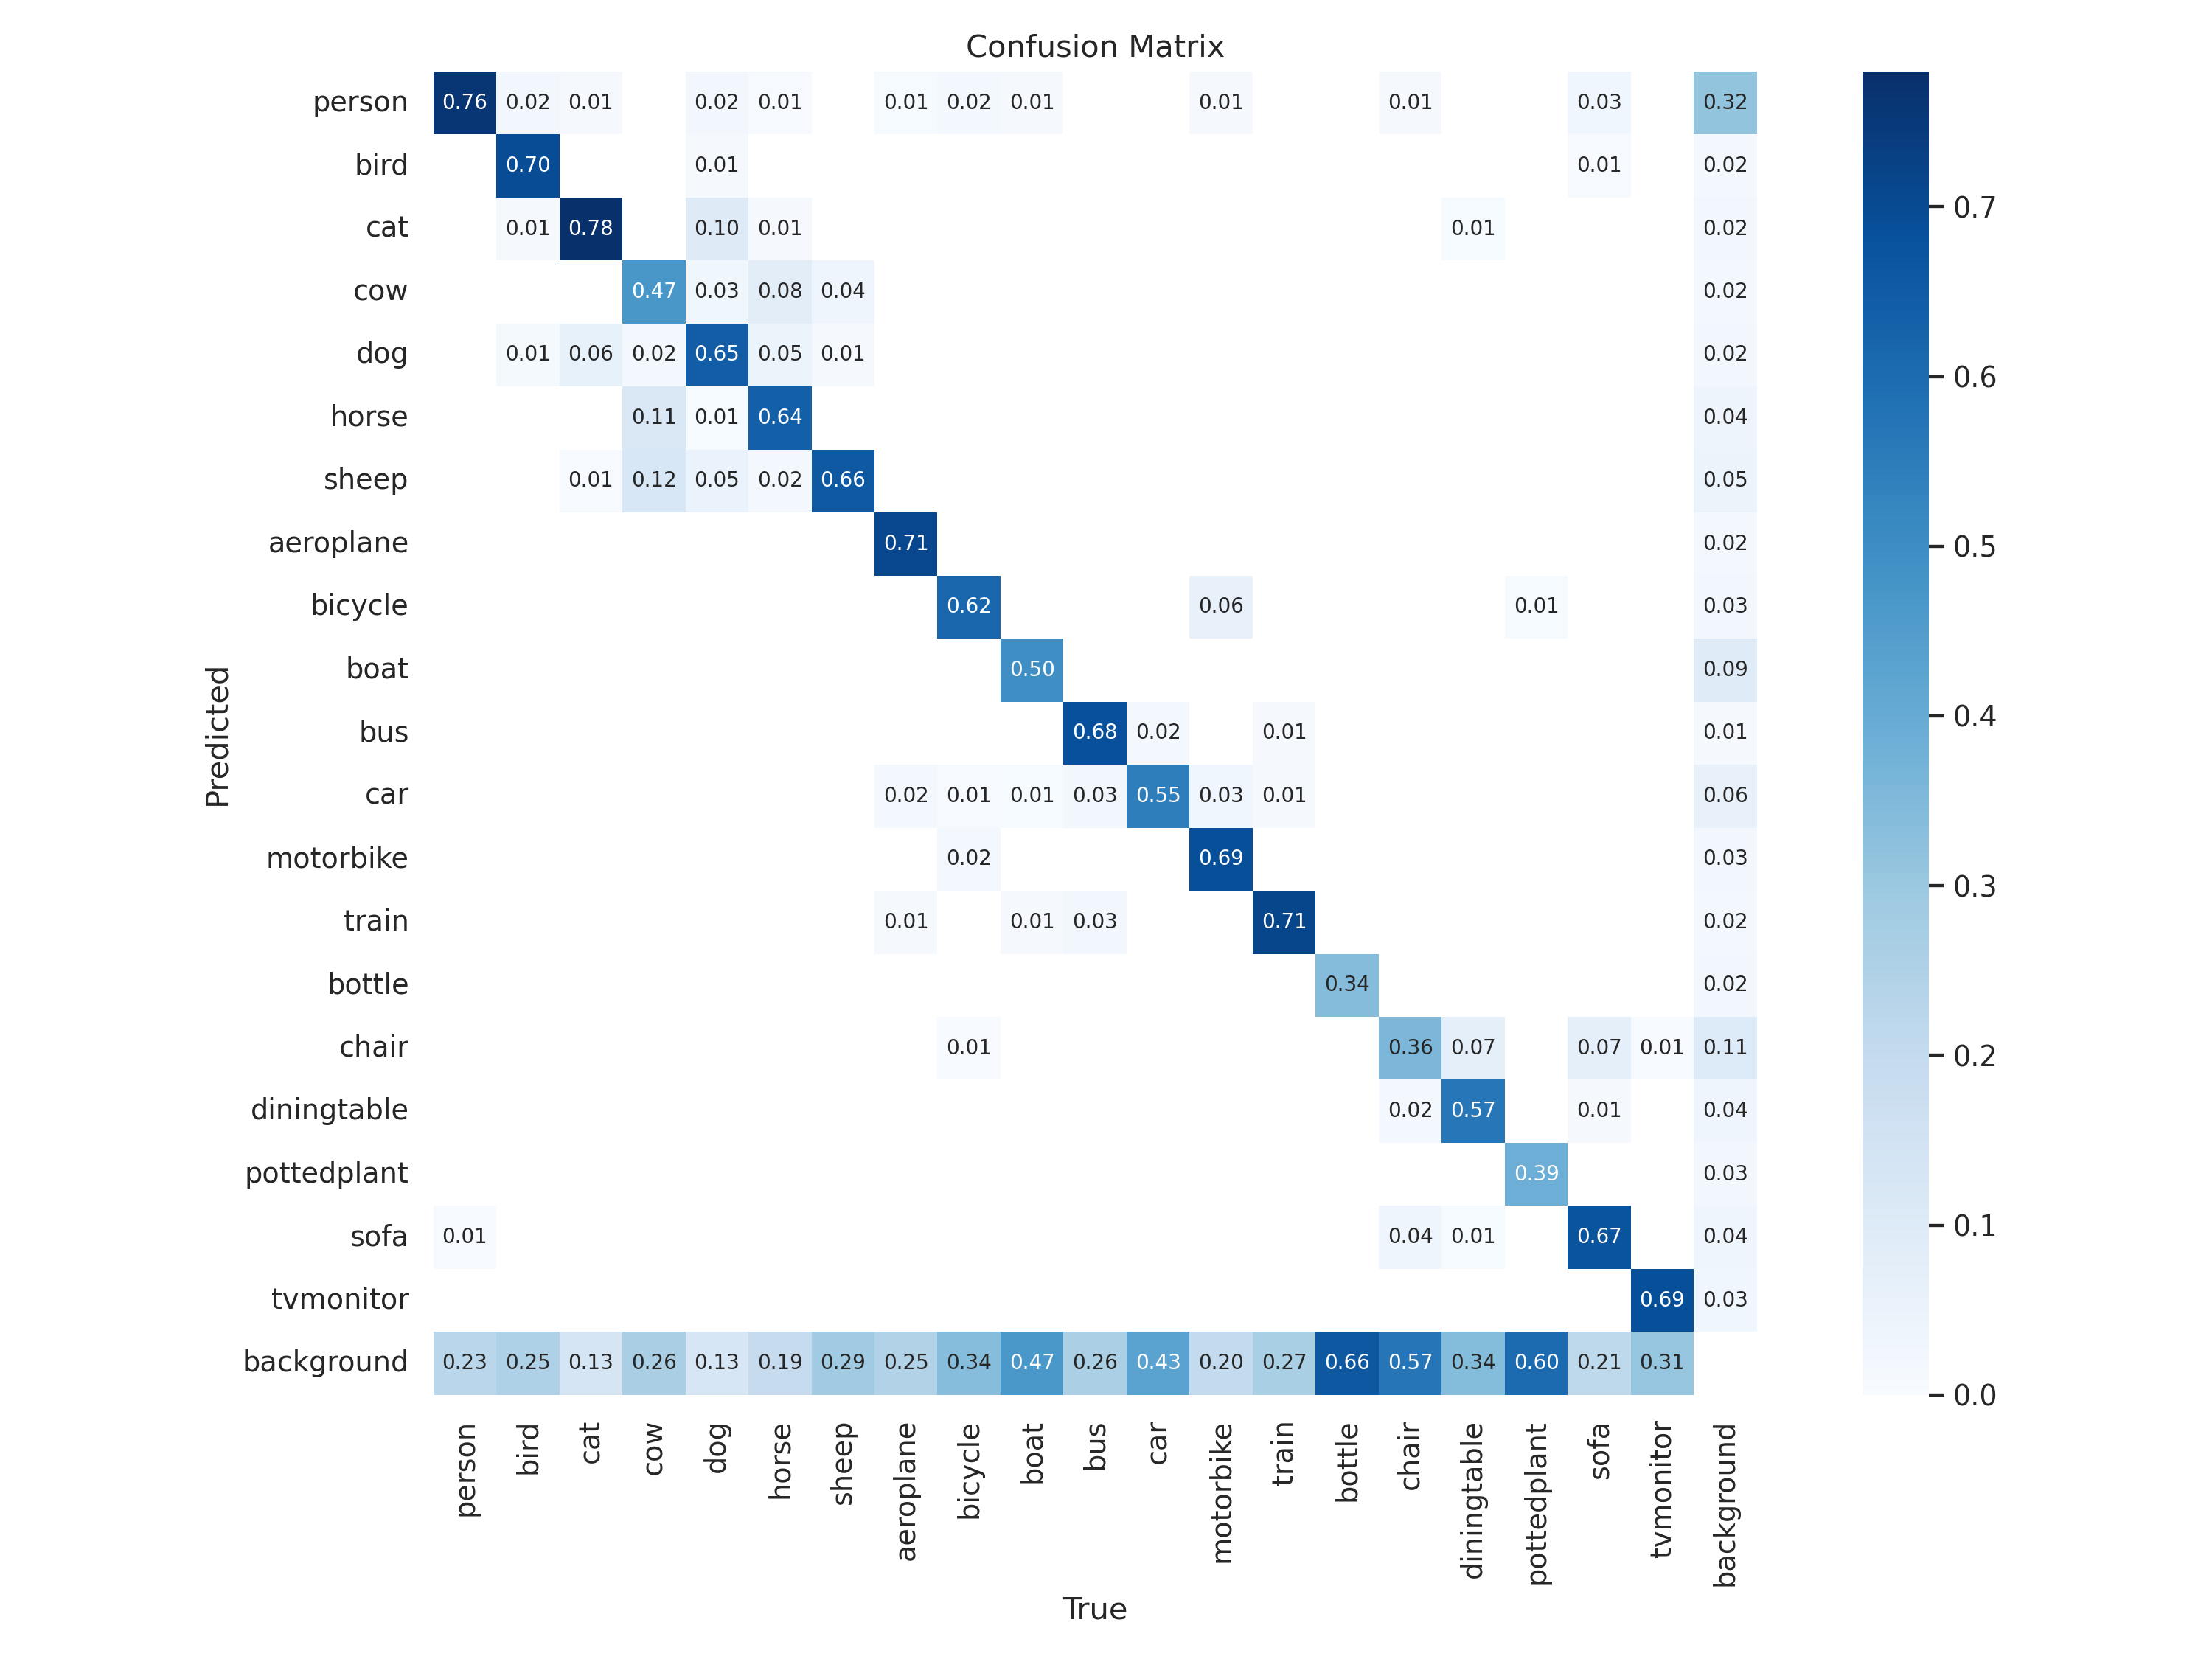 Confusion Matrix
person 0.76 0.02 0.01 0.02 0.01 0.01 0.02 0.01 0.01 0.01 0.03 0.32
bird 0.70 0.01 0.01 0.02
cat 0.01 0.78 0.10 0.01 0.01 0.02
cow 0.47 0.03 0.08 0.04 0.02
dog 0.01 0.06 0.02 0.65 0.05 0.01 0.02
horse 0.11 0.01 0.64 0.04
sheep 0.01 0.12 0.05 0.02 0.66 0.05
aeroplane 0.71 0.02
bicycle 0.62 0.06 0.01 0.03
boat 0.50 0.09
bus 0.68 0.02 0.01 0.01
car 0.02 0.01 0.01 0.03 0.55 0.03 0.01 0.06
motorbike 0.02 0.69 0.03
train 0.01 0.01 0.03 0.71 0.02
bottle 0.34 0.02
chair 0.01 0.36 0.07 0.07 0.01 0.11
diningtable 0.02 0.57 0.01 0.04
pottedplant 0.39 0.03
sofa 0.01 0.04 0.01 0.67 0.04
tvmonitor 0.69 0.03
background 0.23 0.25 0.13 0.26 0.13 0.19 0.29 0.25 0.34 0.47 0.26 0.43 0.20 0.27 0.66 0.57 0.34 0.60 0.21 0.31
person bird cat cow dog horse sheep aeroplane bicycle boat bus car motorbike train bottle chair diningtable pottedplant sofa tvmonitor background
True
Predicted
0.7
0.6
0.5
0.4
0.3
0.2
0.1
0.0